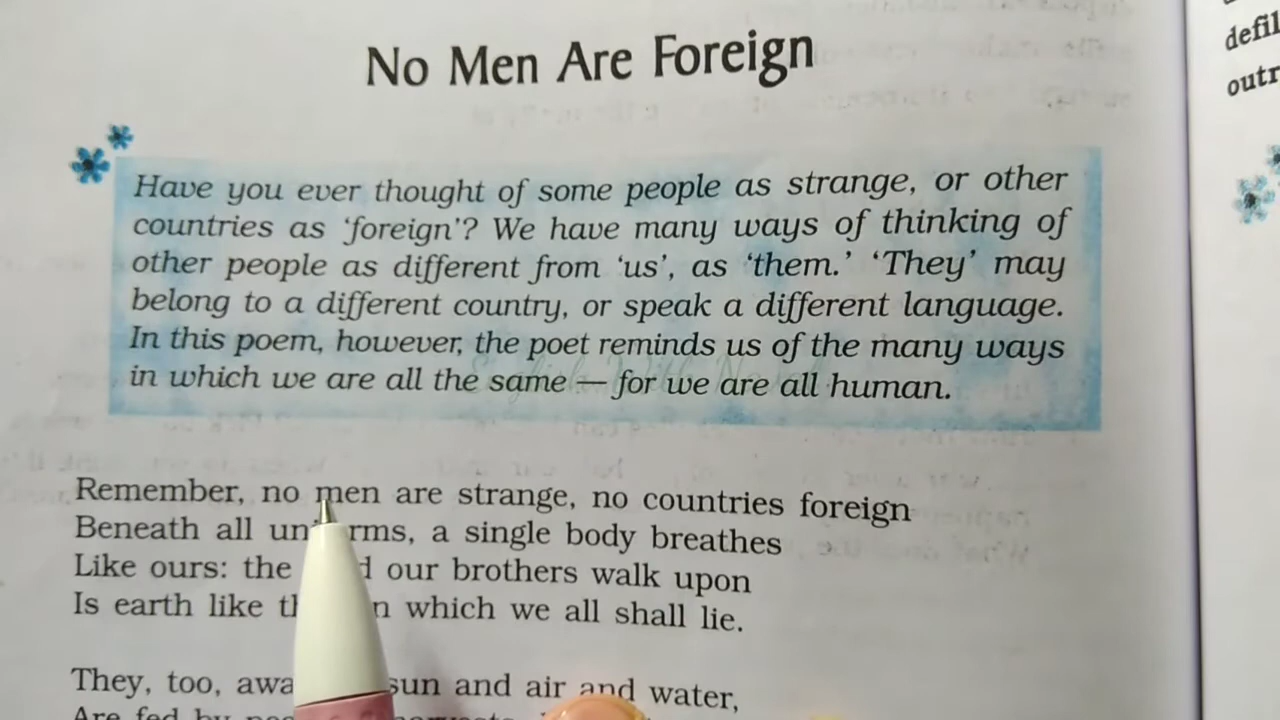 No Men Are Foreign
Have you ever thought of some people as strange, or other
countries as ‘foreign’? We have many ways of thinking of
other people as different from ‘us’, as ‘them.’ ‘They’ may
belong to a different country, or speak a different language.
In this poem, however, the poet reminds us of the many ways
in which we are all the same — for we are all human.
Remember, no men are strange, no countries foreign
Beneath all rms, a single body breathes
Like ours: the our brothers walk upon
Is earth like which we all shall lie.
They, too, sun and air and water,
Are fed by
defil
outr